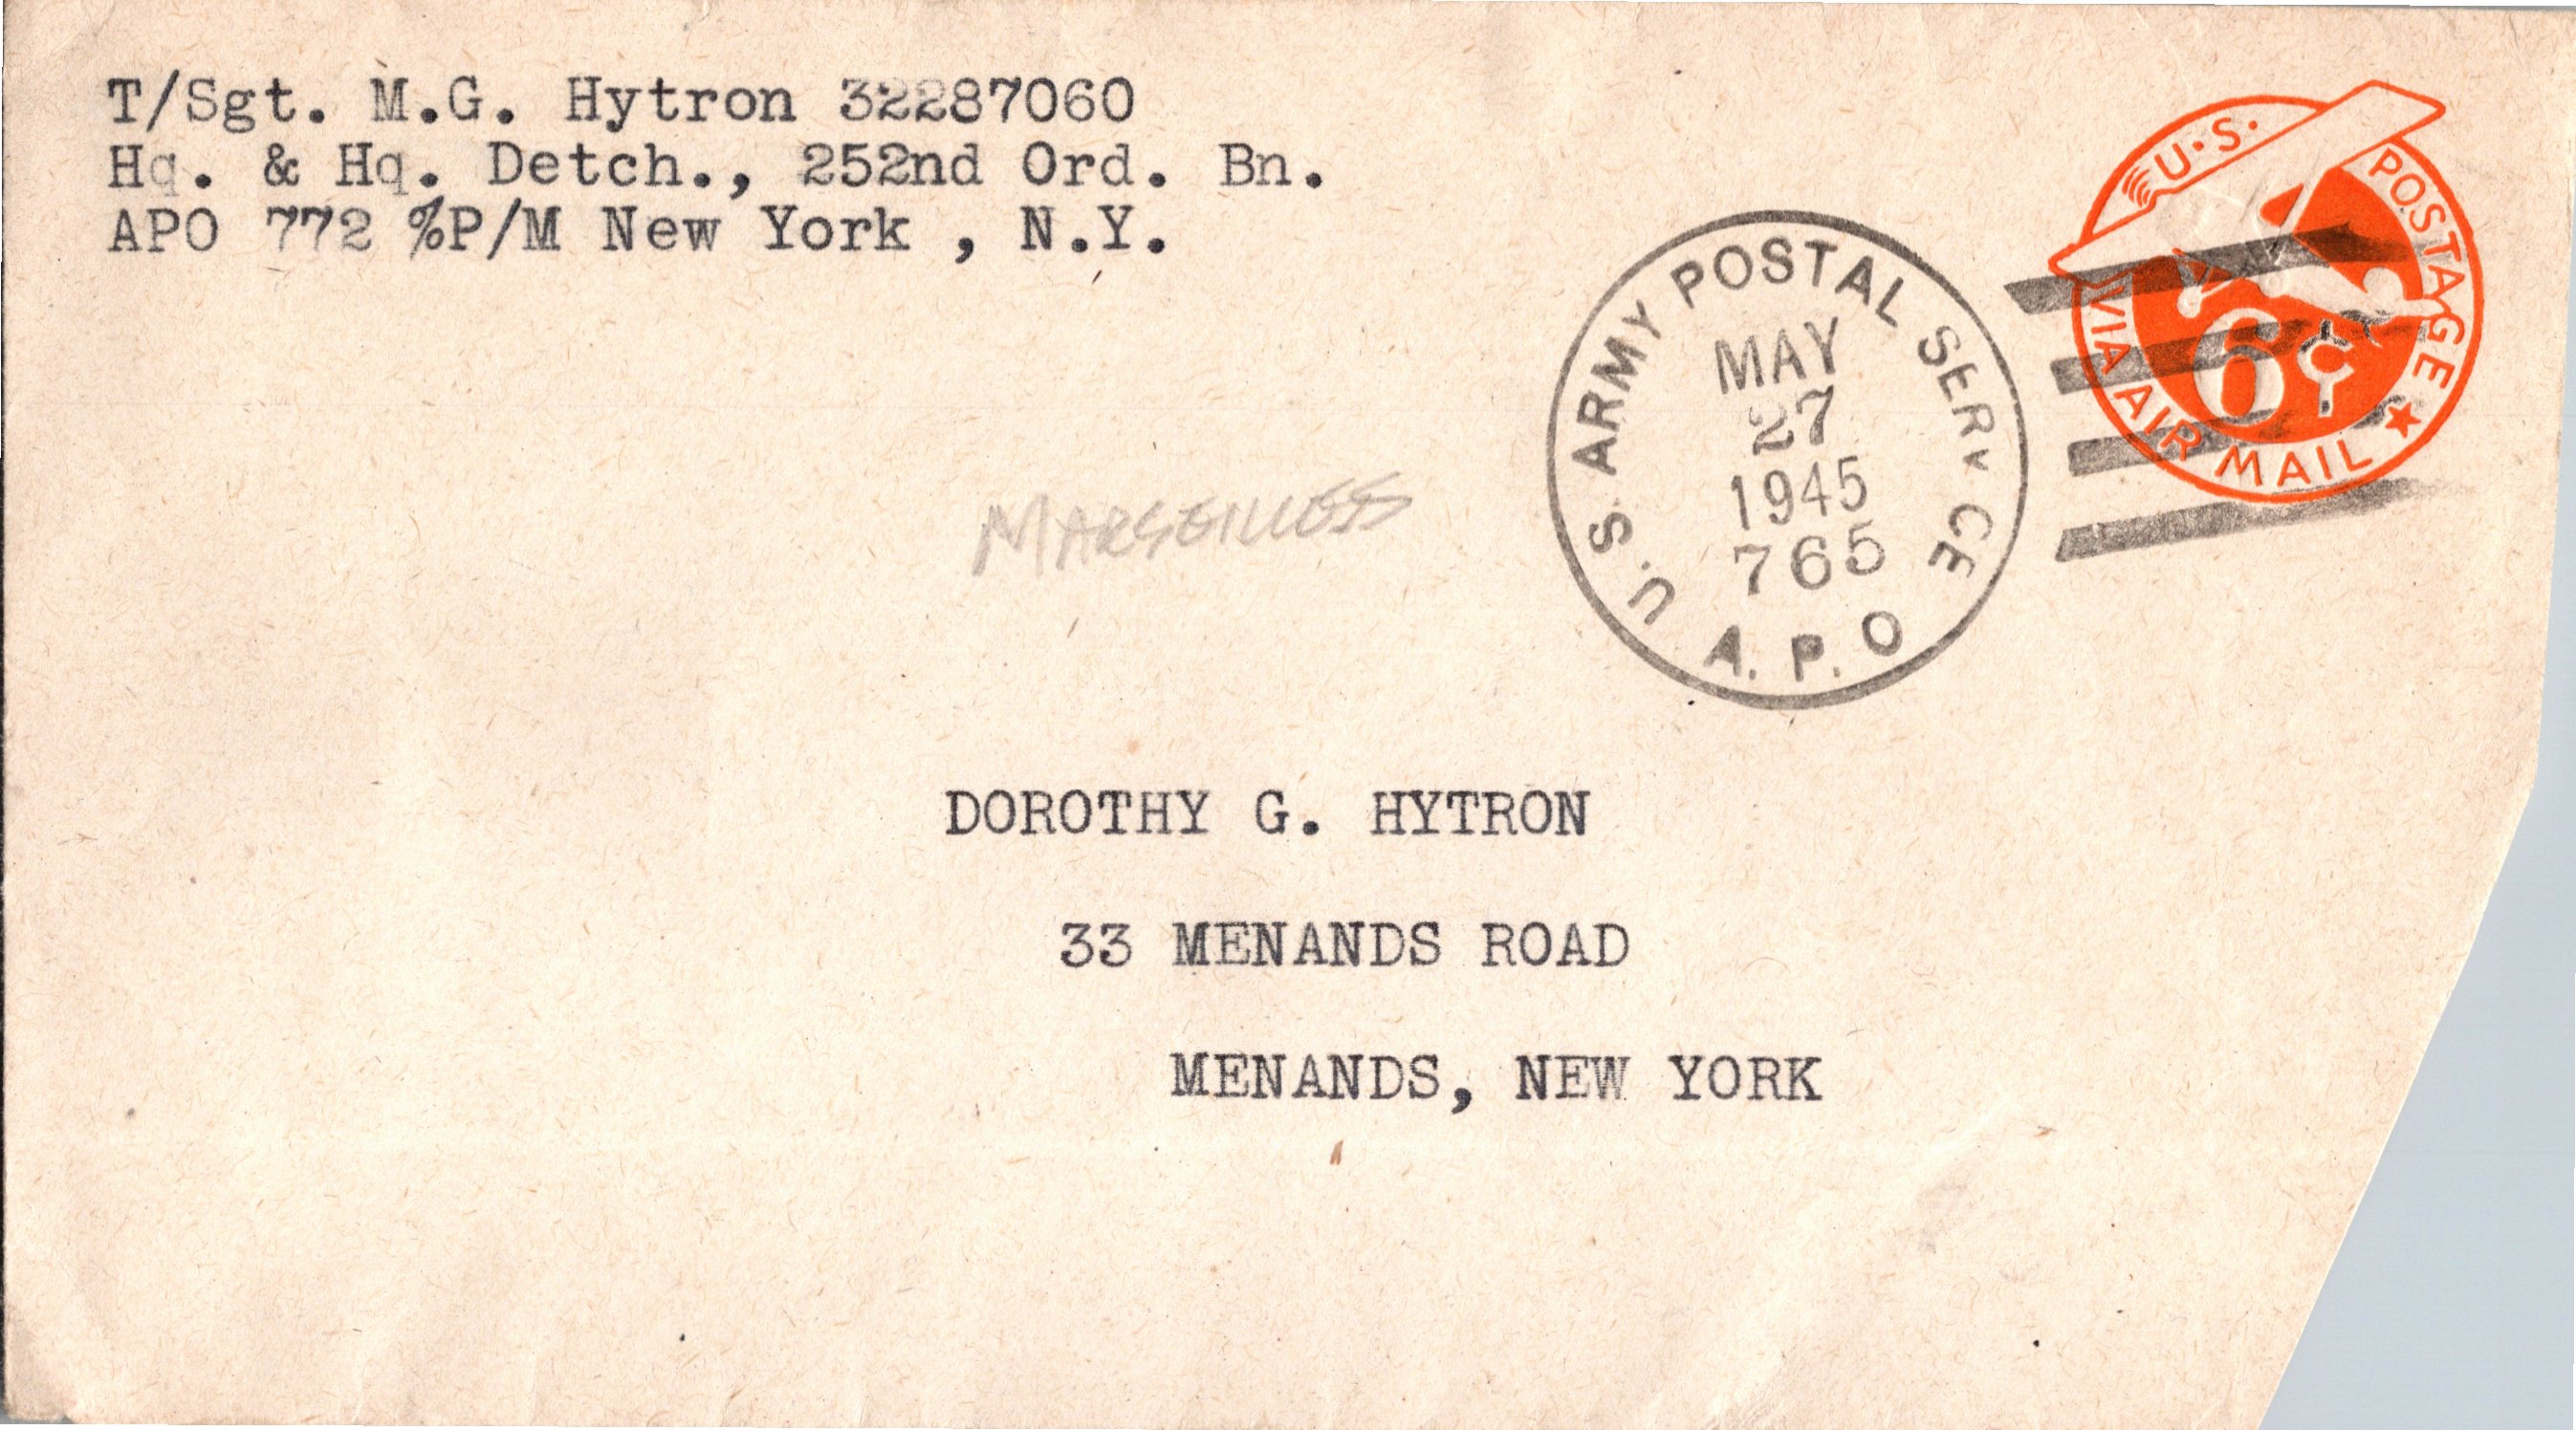 T/Sgt. M.G. Hytron 32287060
Hq. & Hq. Detch., 252nd Ord. Bn.
APO 772 %P/M New York , N.Y.
U.S. POSTAGE
VIA AIR MAIL
6¢
U.S. ARMY POSTAL SERVICE
MAY
27
1945
765
A.P.O
MARSEILLES
DOROTHY G. HYTRON
33 MENANDS ROAD
MENANDS, NEW YORK